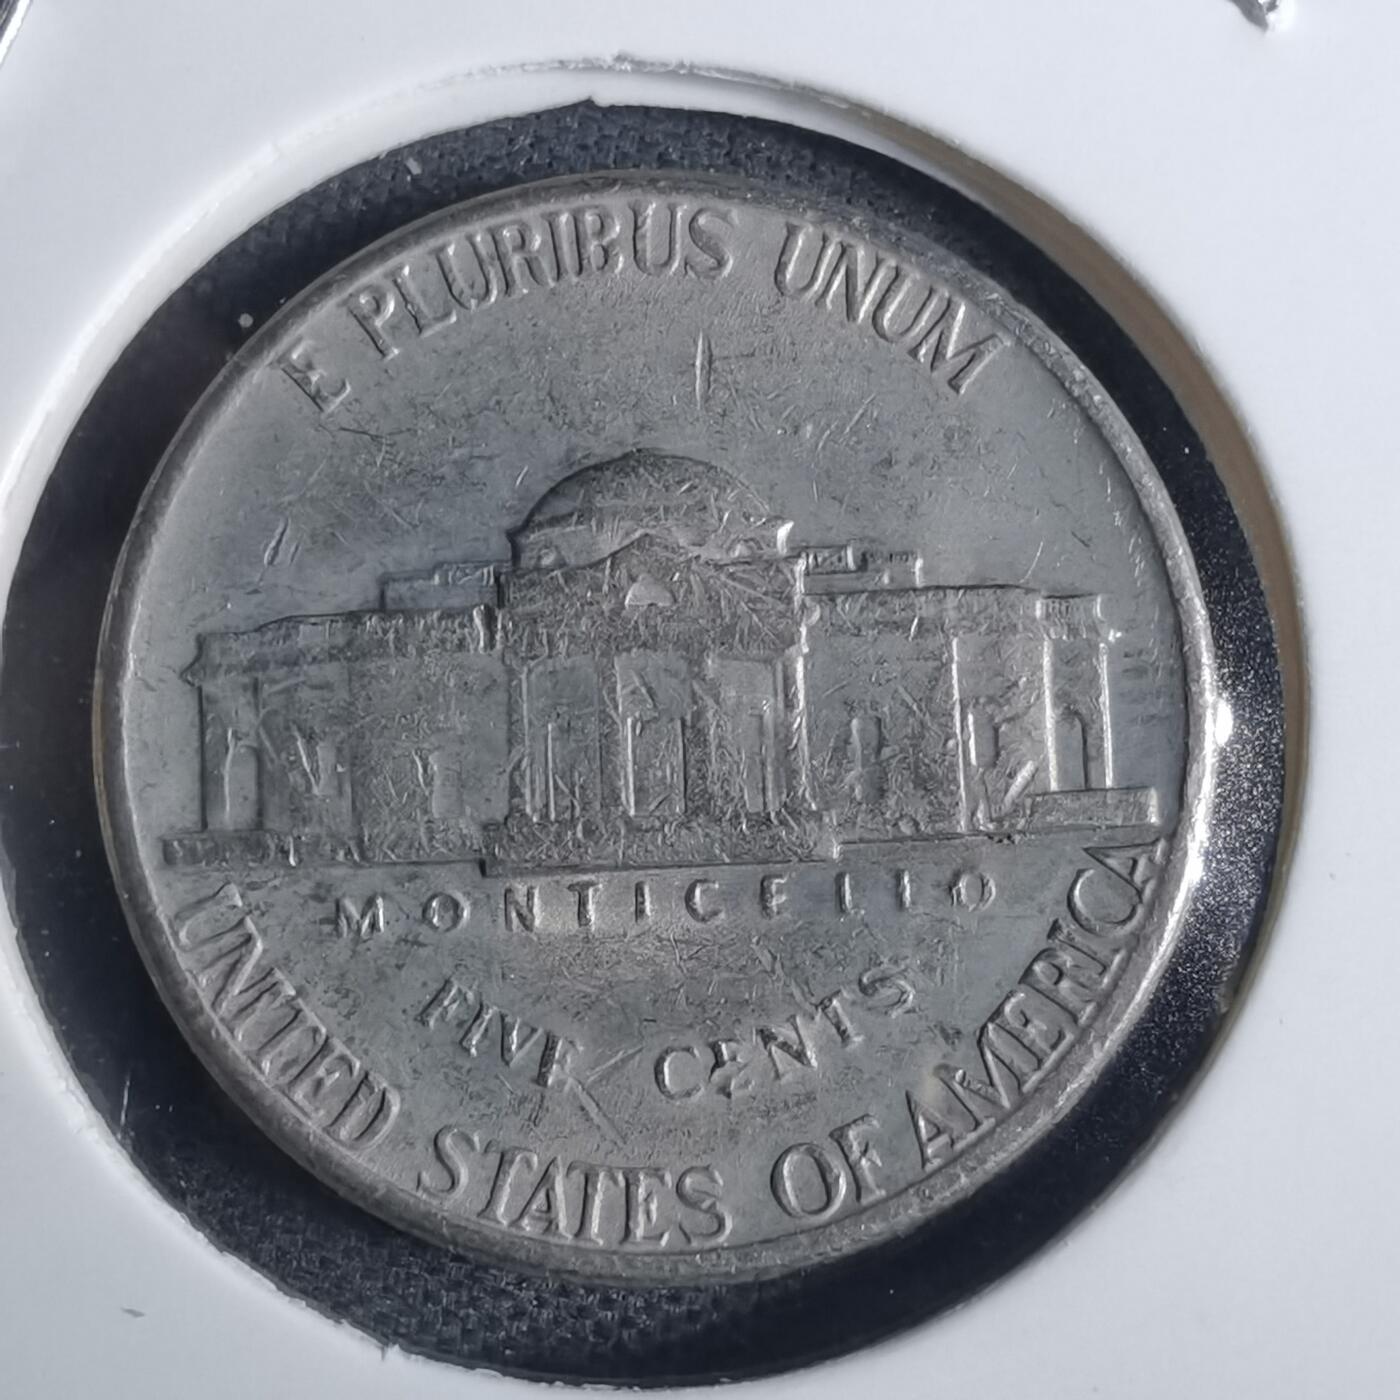 E PLURIBUS UNUM
MONTICELLO
FIVE CENTS
UNITED STATES OF AMERICA